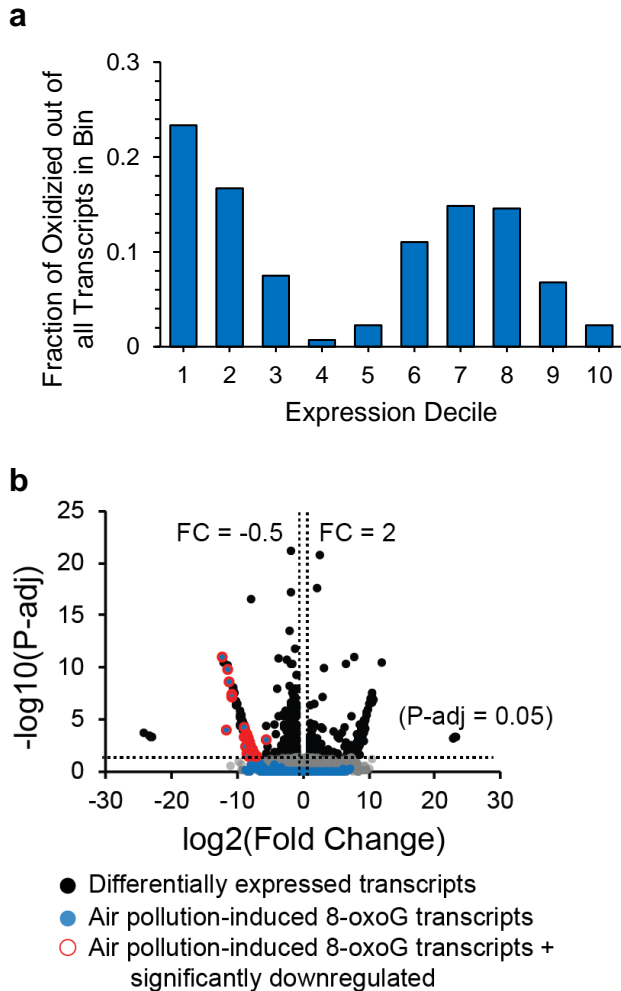 a
Fraction of Oxidizied out of
all Transcripts in Bin
0.3
0.2
0.1
0
1 2 3 4 5 6 7 8 9 10
Expression Decile
b
-log10(P-adj)
25
20
15
10
5
0
FC = -0.5
FC = 2
(P-adj = 0.05)
-30 -20 -10 0 10 20 30
log2(Fold Change)
Differentially expressed transcripts
Air pollution-induced 8-oxoG transcripts
Air pollution-induced 8-oxoG transcripts +
significantly downregulated